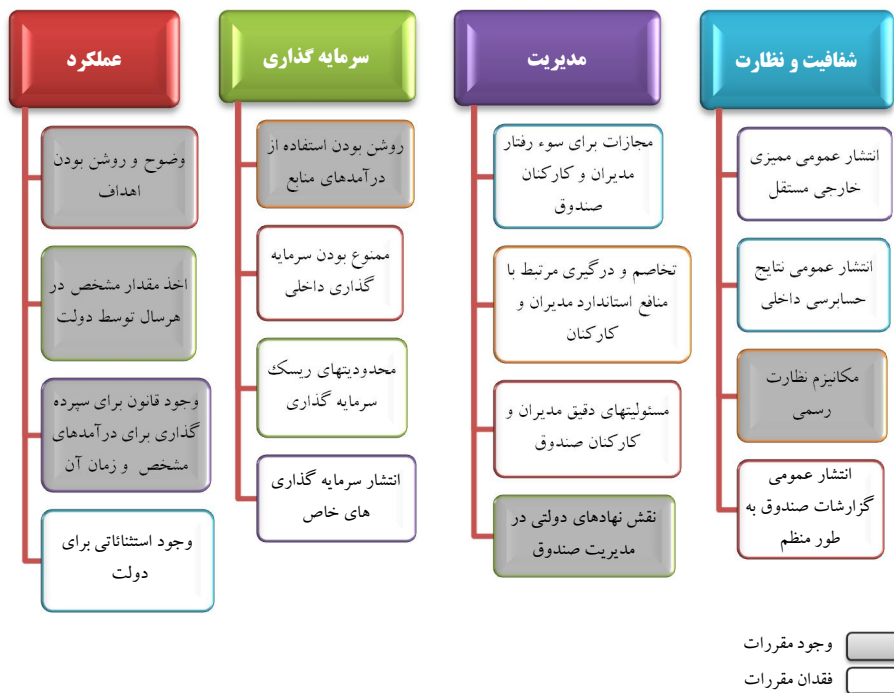 شفافیت و نظارت
انتشار عمومی ممیزی
خارجی مستقل
انتشار عمومی نتایج
حسابرسی داخلی
مکانیزم نظارت
رسمی
انتشار عمومی
گزارشات صندوق به
طور منظم
مدیریت
مجازات برای سوء رفتار
مدیران و کارکنان
صندوق
تخاصم و درگیری مرتبط با
منافع استاندارد مدیران و
کارکنان
مسئولیتهای دقیق مدیران و
کارکنان صندوق
نقش نهادهای دولتی در
مدیریت صندوق
سرمایه گذاری
روشن بودن استفاده از
درآمدهای منابع
ممنوع بودن سرمایه
گذاری داخلی
محدودیتهای ریسک
سرمایه گذاری
انتشار سرمایه گذاری
های خاص
عملکرد
وضوح و روشن بودن
اهداف
اخذ مقدار مشخص در
هرسال توسط دولت
وجود قانون برای سپرده
گذاری برای درآمدهای
مشخص و زمان آن
وجود استثنائاتی برای
دولت
وجود مقررات
فقدان مقررات